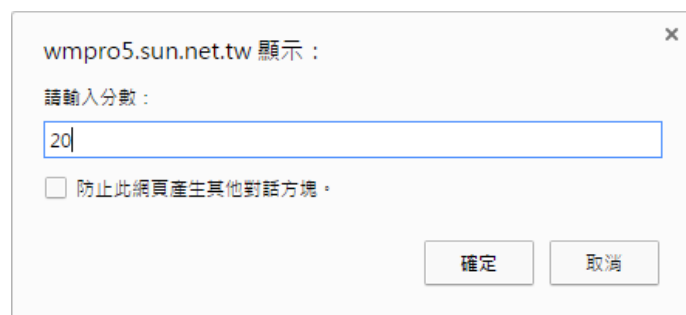 wmpro5.sun.net.tw 顯示：
請輸入分數：
20
防止此網頁產生其他對話方塊。
確定
取消